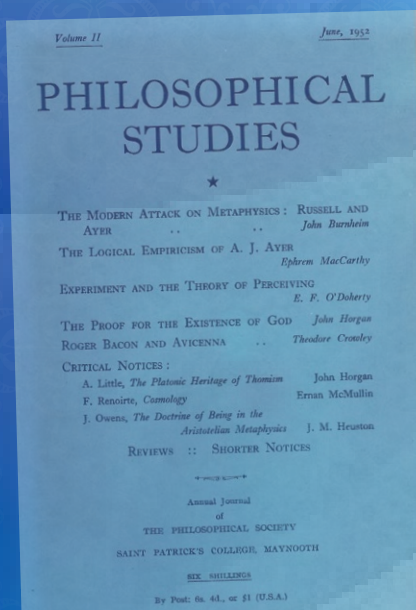 Volume II June, 1952
PHILOSOPHICAL
STUDIES
★
THE MODERN ATTACK ON METAPHYSICS : RUSSELL AND
AYER .. .. John Burnheim
THE LOGICAL EMPIRICISM OF A. J. AYER
Ephrem MacCarthy
EXPERIMENT AND THE THEORY OF PERCEIVING
E. F. O'Doherty
THE PROOF FOR THE EXISTENCE OF GOD John Horgan
ROGER BACON AND AVICENNA .. Theodore Crowley
CRITICAL NOTICES :
A. Little, The Platonic Heritage of Thomism John Horgan
F. Renoirte, Cosmology Ernan McMullin
J. Owens, The Doctrine of Being in the
Aristotelian Metaphysics J. M. Heuston
REVIEWS :: SHORTER NOTICES
Annual Journal
of
THE PHILOSOPHICAL SOCIETY
SAINT PATRICK'S COLLEGE, MAYNOOTH
SIX SHILLINGS
By Post: 6s. 4d., or $1 (U.S.A.)